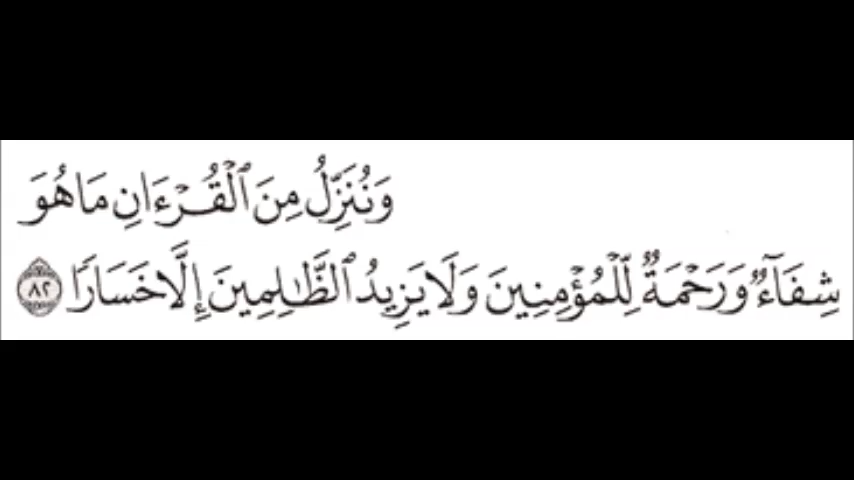 وَنُنَزِّلُ مِنَ ٱلْقُرْءَانِ مَا هُوَ
شِفَآءٌ وَرَحْمَةٌ لِّلْمُؤْمِنِينَ وَلَا يَزِيدُ ٱلظَّٰلِمِينَ إِلَّا خَسَارًا ٨٢